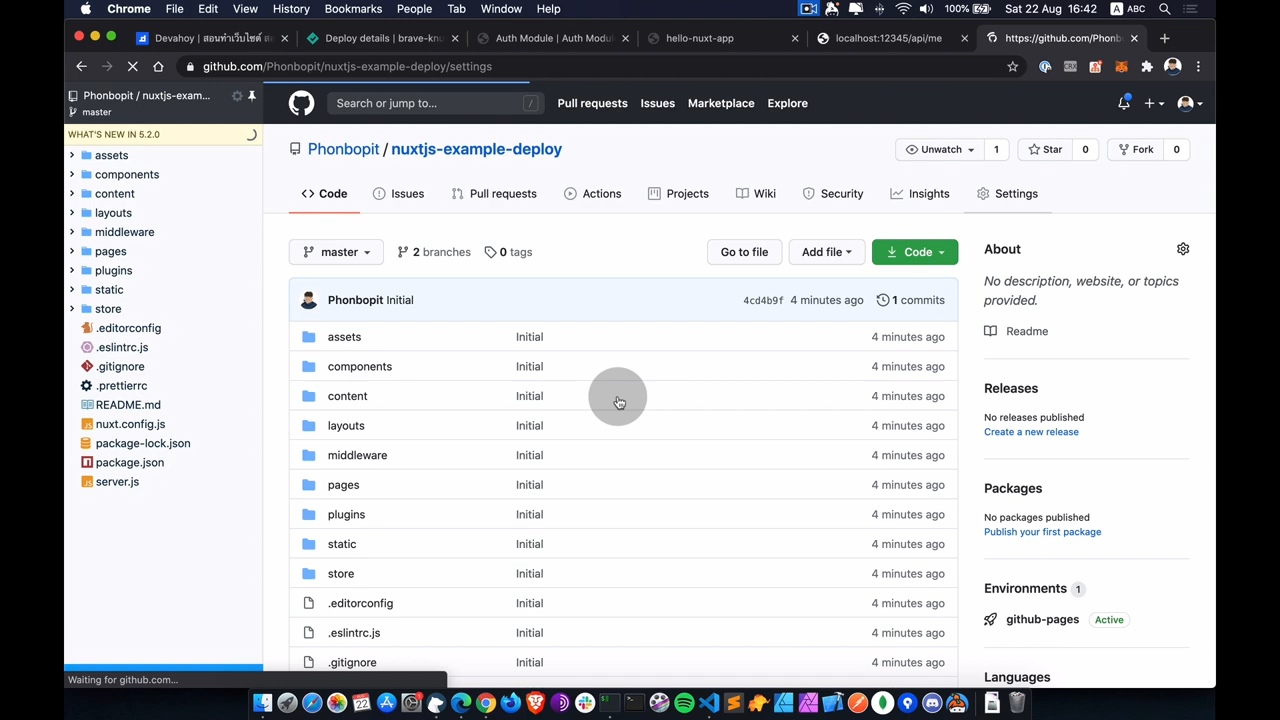 Chrome File Edit View History Bookmarks People Tab Window Help 100% Sat 22 Aug 16:42 A ABC
Devahoy | สอนทำเว็บไซต์ ส
Deploy details | brave-knu
Auth Module | Auth Modul
hello-nuxt-app
localhost:12345/api/me
https://github.com/Phonb
github.com/Phonbopit/nuxtjs-example-deploy/settings
Phonbopit / nuxtjs-exam...
master
WHAT'S NEW IN 5.2.0
assets
components
content
layouts
middleware
pages
plugins
static
store
.editorconfig
.eslintrc.js
.gitignore
.prettierrc
README.md
nuxt.config.js
package-lock.json
package.json
server.js
Waiting for github.com...
Search or jump to... /
Pull requests Issues Marketplace Explore
Phonbopit / nuxtjs-example-deploy
Unwatch 1 Star 0 Fork 0
Code Issues Pull requests Actions Projects Wiki Security Insights Settings
master 2 branches 0 tags Go to file Add file Code
Phonbopit Initial 4cd4b9f 4 minutes ago 1 commits
assets Initial 4 minutes ago
components Initial 4 minutes ago
content Initial 4 minutes ago
layouts Initial 4 minutes ago
middleware Initial 4 minutes ago
pages Initial 4 minutes ago
plugins Initial 4 minutes ago
static Initial 4 minutes ago
store Initial 4 minutes ago
.editorconfig Initial 4 minutes ago
.eslintrc.js Initial 4 minutes ago
.gitignore Initial 4 minutes ago
About
No description, website, or topics
provided.
Readme
Releases
No releases published
Create a new release
Packages
No packages published
Publish your first package
Environments 1
github-pages Active
Languages